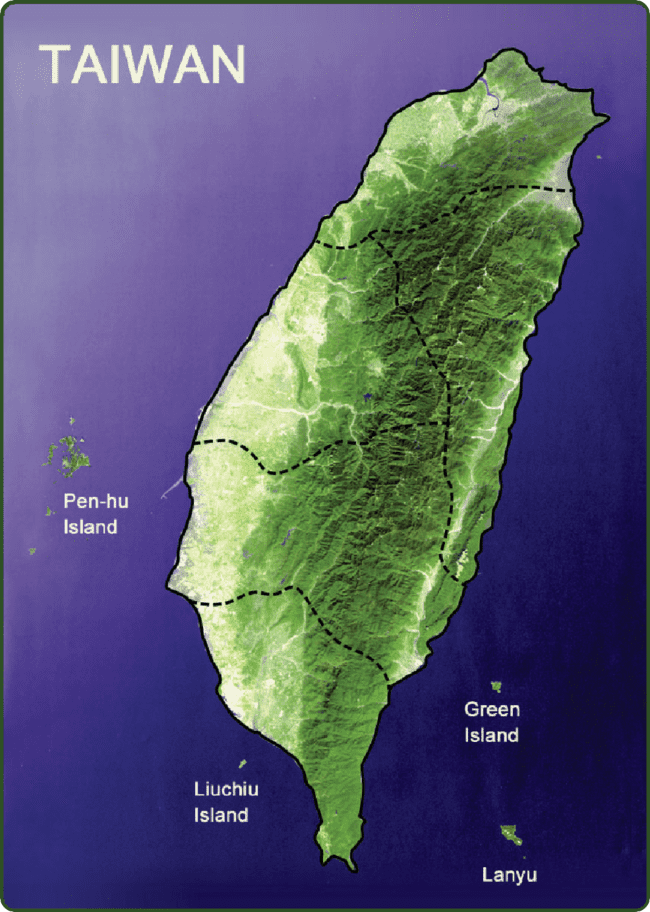 TAIWAN
Pen-hu
Island
Green
Island
Liuchiu
Island
Lanyu